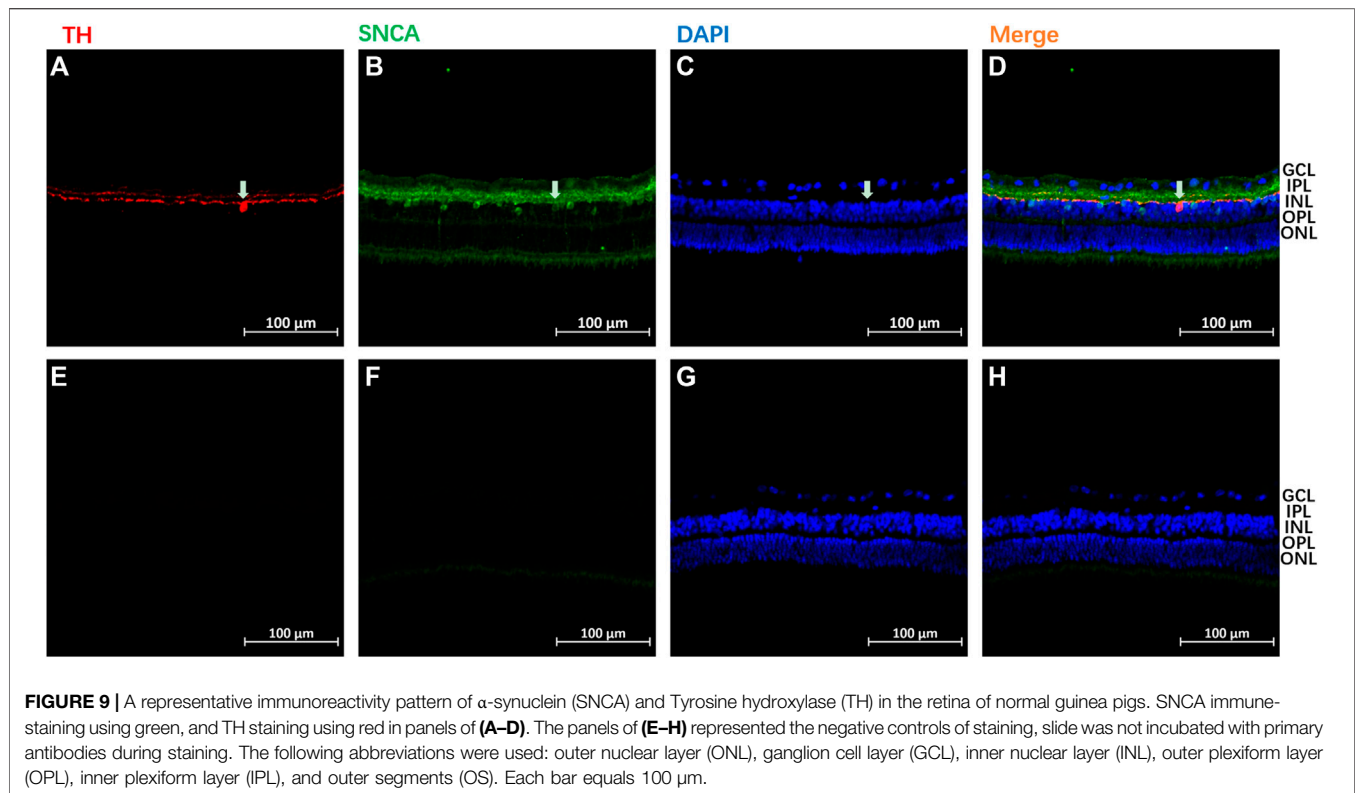 TH SNCA DAPI Merge
A B C D
GCL
IPL
INL
OPL
ONL
100 µm 100 µm 100 µm 100 µm
E F G H
GCL
IPL
INL
OPL
ONL
100 µm 100 µm 100 µm 100 µm
FIGURE 9 | A representative immunoreactivity pattern of α-synuclein (SNCA) and Tyrosine hydroxylase (TH) in the retina of normal guinea pigs. SNCA immune-
staining using green, and TH staining using red in panels of (A–D). The panels of (E–H) represented the negative controls of staining, slide was not incubated with primary
antibodies during staining. The following abbreviations were used: outer nuclear layer (ONL), ganglion cell layer (GCL), inner nuclear layer (INL), outer plexiform layer
(OPL), inner plexiform layer (IPL), and outer segments (OS). Each bar equals 100 µm.